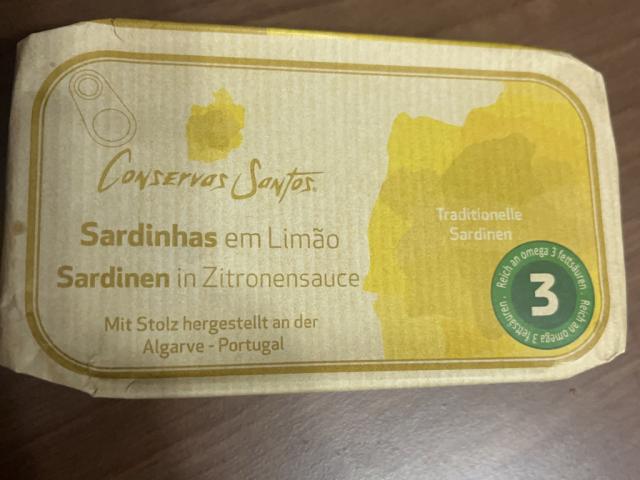 Conservas Santos.
Sardinhas em Limão
Sardinen in Zitronensauce
Mit Stolz hergestellt an der
Algarve - Portugal
Traditionelle
Sardinen
Reich an omega 3 fettsäuren · Reich an omega 3 fettsäuren ·
3